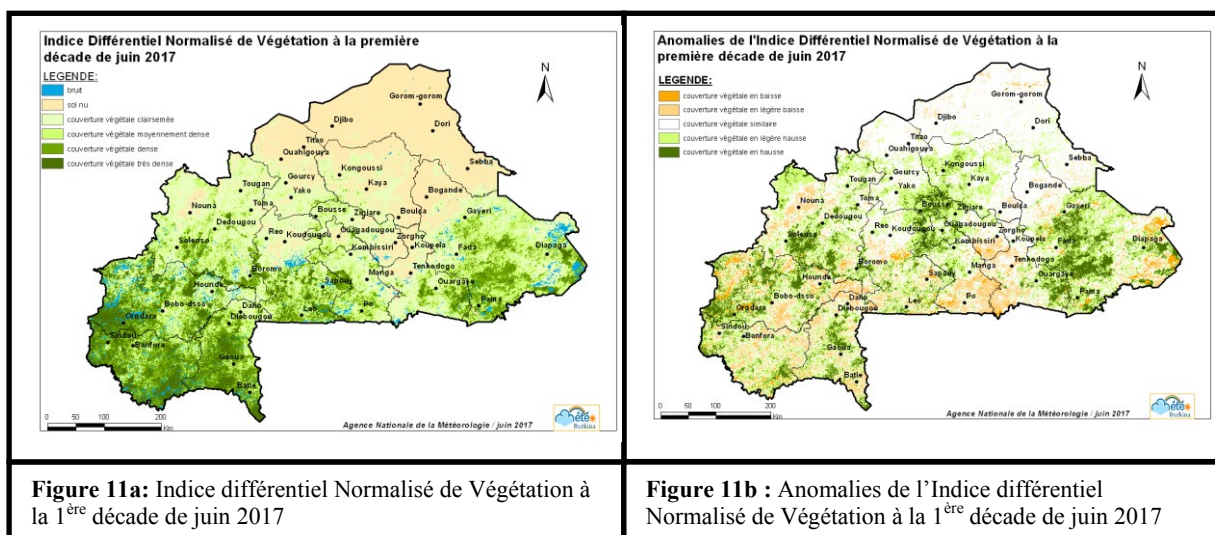 Indice Différentiel Normalisé de Végétation à la première
décade de juin 2017
LEGENDE:
bruit
sol nu
couverture végétale clairsemée
couverture végétale moyennement dense
couverture végétale dense
couverture végétale très dense
N
Gorom-gorom
Djibo
Dori
Titao
Ouahigouya
Sebba
Kongoussi
Tougan
Gourcy
Kaya
Yako
Bogande
Nouna
Toma
Bousse
Ziniare
Boulsa
Gayeri
Dedougou
Solenso
Reo
Koudougou
Ouagadougou
Zorgho
Kombissiri
Koupela
Fada
Diapaga
Boromo
Manga
Tenkodogo
Hounde
Sapouy
Ouargaye
Bobo-dsso
Dano
Leo
Po
Pama
Orodara
Diebougou
Sindou
Banfora
Gaoua
Batie
0 50 100 200
Km
Agence Nationale de la Météorologie / juin 2017
Météo
Burkina
Anomalies de l'Indice Différentiel Normalisé de Végétation à la
première décade de juin 2017
LEGENDE:
couverture végétale en baisse
couverture végétale en légère baisse
couverture végétale similaire
couverture végétale en légère hausse
couverture végétale en hausse
N
Gorom-gorom
Djibo
Dori
Titao
Ouahigouya
Sebba
Kongoussi
Tougan
Gourcy
Kaya
Yako
Bogande
Nouna
Toma
Bousse
Ziniare
Boulsa
Gayeri
Dedougou
Solenso
Reo
Koudougou
Ouagadougou
Zorgho
Kombissiri
Koupela
Fada
Diapaga
Boromo
Manga
Tenkodogo
Hounde
Sapouy
Ouargaye
Bobo-dsso
Dano
Leo
Po
Pama
Orodara
Diebougou
Sindou
Banfora
Gaoua
Batie
0 50 100 200
Km
Agence Nationale de la Météorologie / juin 2017
Météo
Burkina
Figure 11a: Indice différentiel Normalisé de Végétation à
la 1ère décade de juin 2017
Figure 11b : Anomalies de l’Indice différentiel
Normalisé de Végétation à la 1ère décade de juin 2017